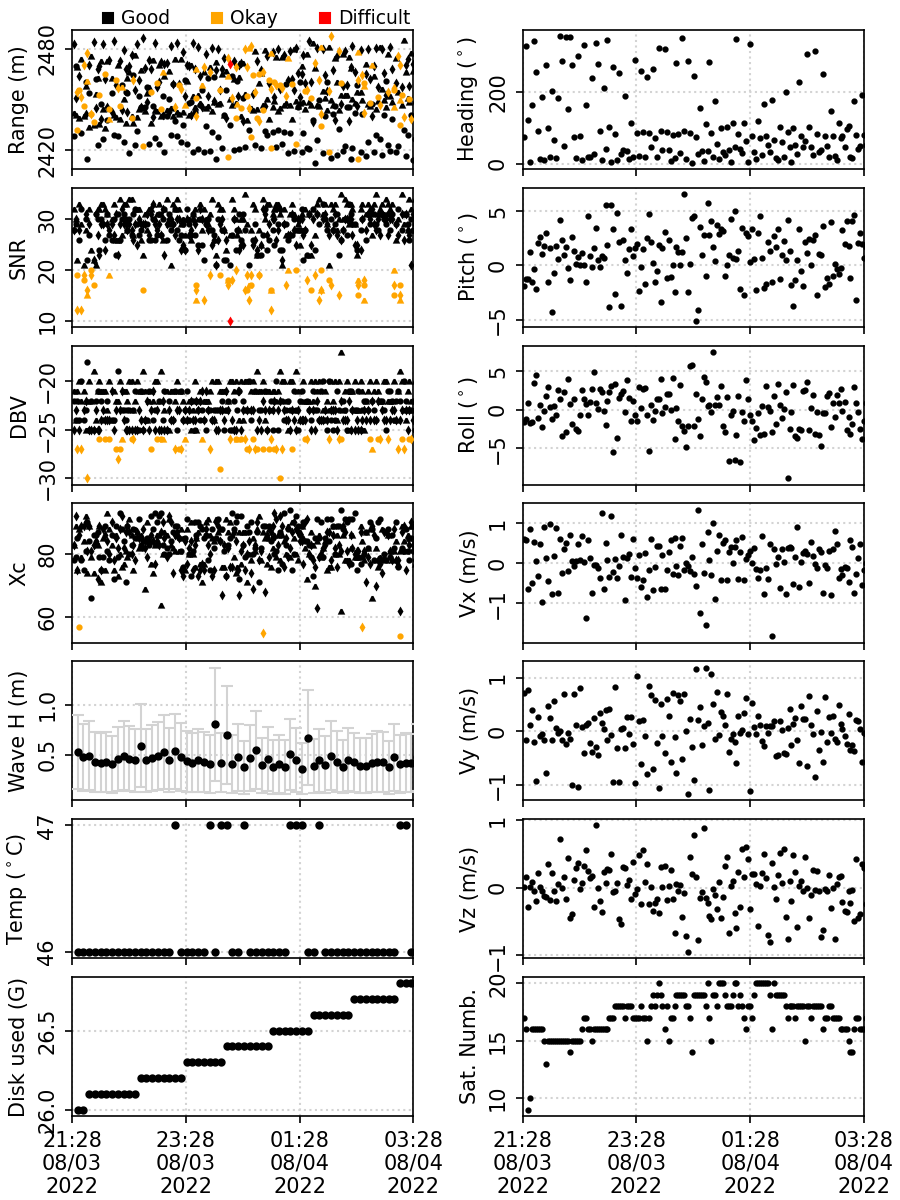 Good Okay Difficult
Range (m)
2480
2420
Heading (°)
200
0
SNR
30
20
10
Pitch (°)
5
0
−5
DBV
−20
−25
−30
Roll (°)
5
0
−5
Xc
80
60
Vx (m/s)
1
0
−1
Wave H (m)
1.0
0.5
Vy (m/s)
1
0
−1
Temp (°C)
47
46
Vz (m/s)
1
0
−1
Disk used (G)
26.5
26.0
Sat. Numb.
20
15
10
21:28 23:28 01:28 03:28
08/03 08/03 08/04 08/04
2022 2022 2022 2022
21:28 23:28 01:28 03:28
08/03 08/03 08/04 08/04
2022 2022 2022 2022